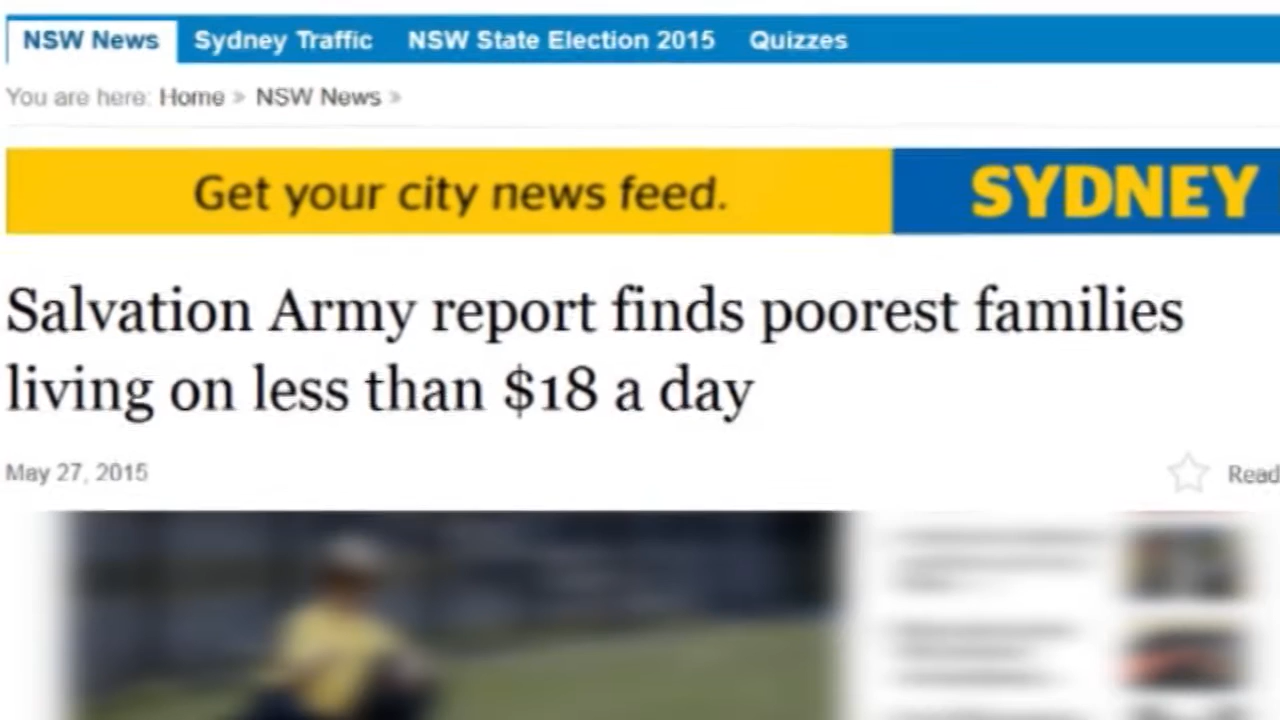 NSW News Sydney Traffic NSW State Election 2015 Quizzes
You are here: Home » NSW News »
Get your city news feed. SYDNEY
Salvation Army report finds poorest families
living on less than $18 a day
May 27, 2015
Read